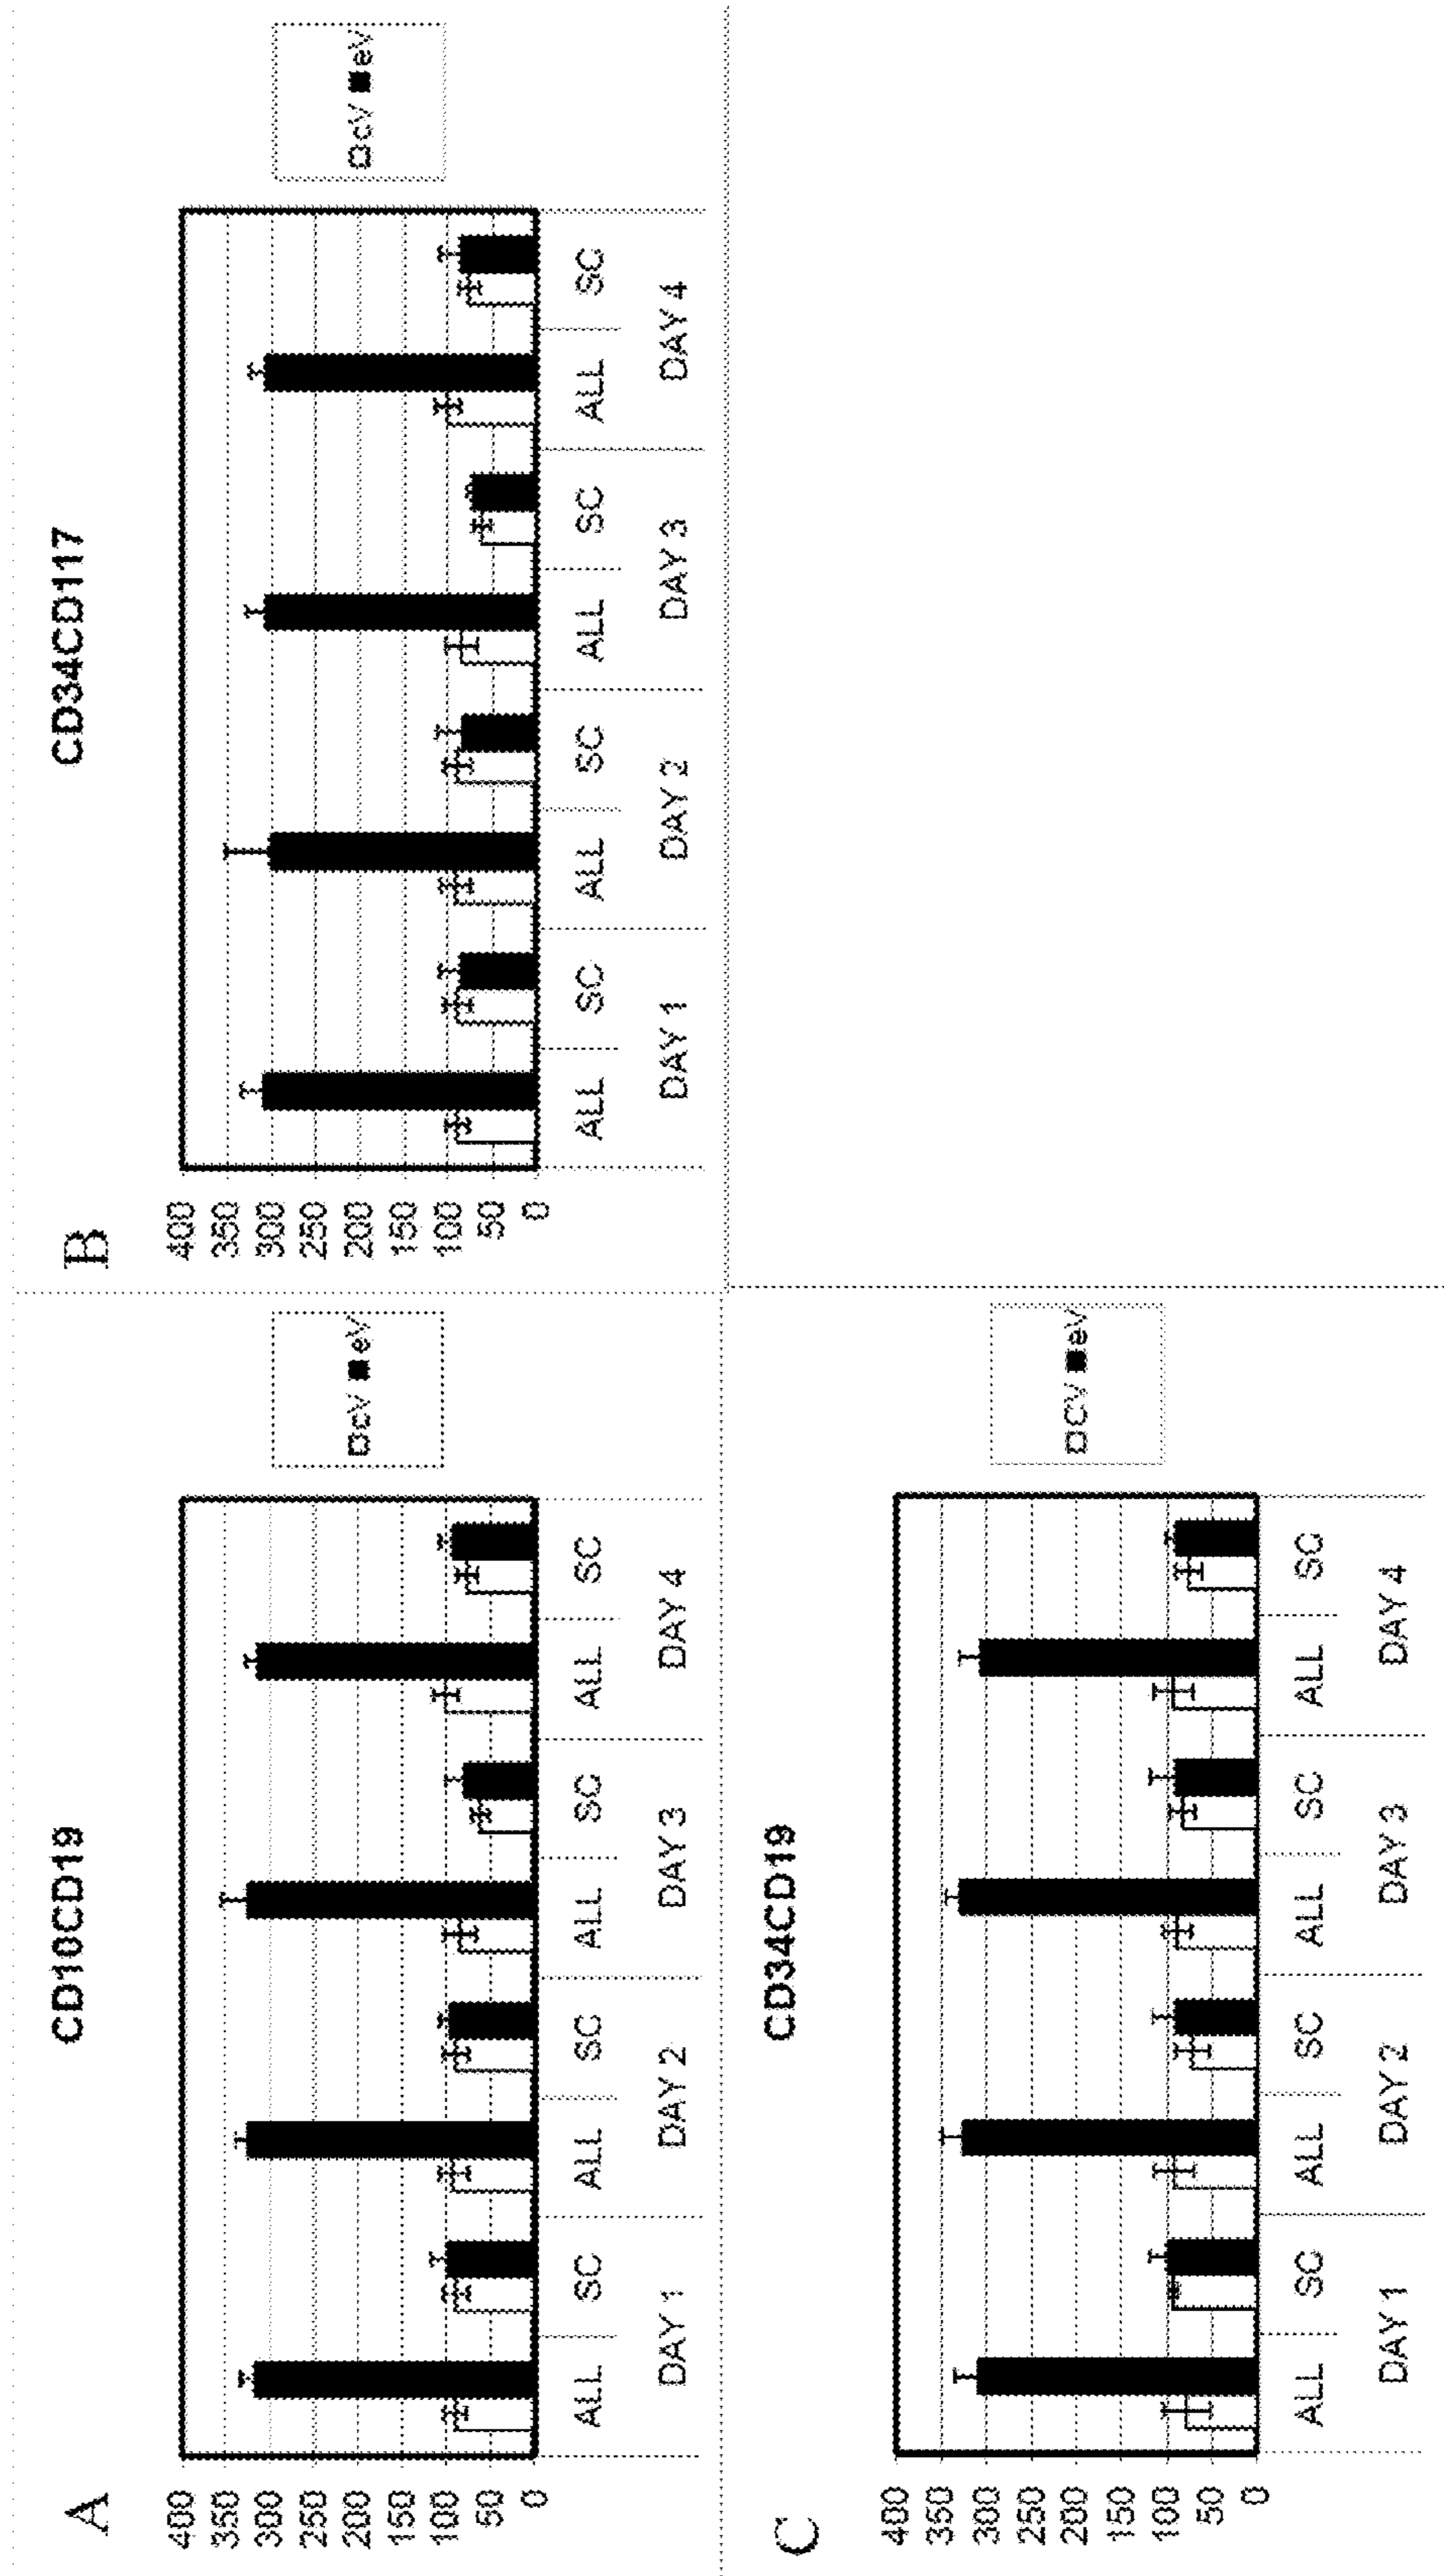 A
CD10CD19
400
350
300
250
200
150
100
50
0
ALL SC ALL SC ALL SC ALL SC
DAY 1 DAY 2 DAY 3 DAY 4
cV eV
B
CD34CD117
400
350
300
250
200
150
100
50
0
ALL SC ALL SC ALL SC ALL SC
DAY 1 DAY 2 DAY 3 DAY 4
cV eV
C
CD34CD19
400
350
300
250
200
150
100
50
0
ALL SC ALL SC ALL SC ALL SC
DAY 1 DAY 2 DAY 3 DAY 4
CV eV